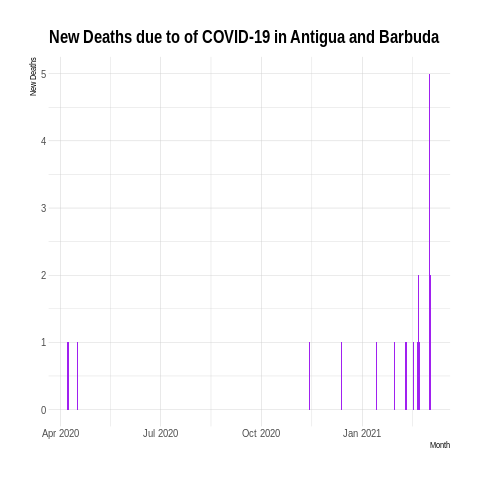 New Deaths due to of COVID-19 in Antigua and Barbuda
New Deaths
5
4
3
2
1
0
Apr 2020 Jul 2020 Oct 2020 Jan 2021
Month